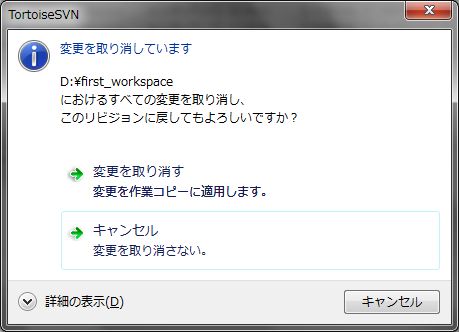 TortoiseSVN
変更を取り消しています
D:¥first_workspace
におけるすべての変更を取り消し、
このリビジョンに戻してもよろしいですか？
変更を取り消す
変更を作業コピーに適用します。
キャンセル
変更を取り消さない。
詳細の表示(D)
キャンセル